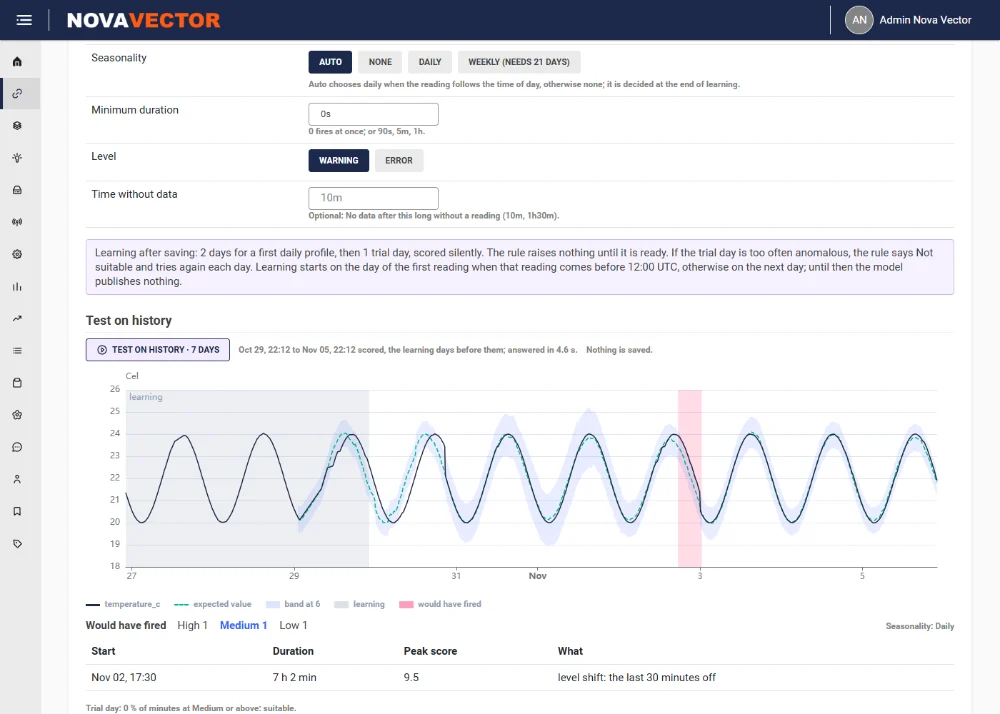 NOVAVECTOR
AN Admin Nova Vector
Seasonality
AUTO NONE DAILY WEEKLY (NEEDS 21 DAYS)
Auto chooses daily when the reading follows the time of day, otherwise none; it is decided at the end of learning.
Minimum duration
0s
0 fires at once; or 90s, 5m, 1h.
Level
WARNING ERROR
Time without data
10m
Optional: No data after this long without a reading (10m, 1h30m).
Learning after saving: 2 days for a first daily profile, then 1 trial day, scored silently. The rule raises nothing until it is ready. If the trial day is too often anomalous, the rule says Not
suitable and tries again each day. Learning starts on the day of the first reading when that reading comes before 12:00 UTC, otherwise on the next day; until then the model
publishes nothing.
Test on history
TEST ON HISTORY · 7 DAYS Oct 29, 22:12 to Nov 05, 22:12 scored, the learning days before them; answered in 4.6 s. Nothing is saved.
Cel
26
learning
25
24
23
22
21
20
19
18
27 29 31 Nov 3 5
temperature_c expected value band at 6 learning would have fired
Would have fired High 1 Medium 1 Low 1 Seasonality: Daily
Start Duration Peak score What
Nov 02, 17:30 7 h 2 min 9.5 level shift: the last 30 minutes off
Trial day: 0 % of minutes at Medium or above: suitable.